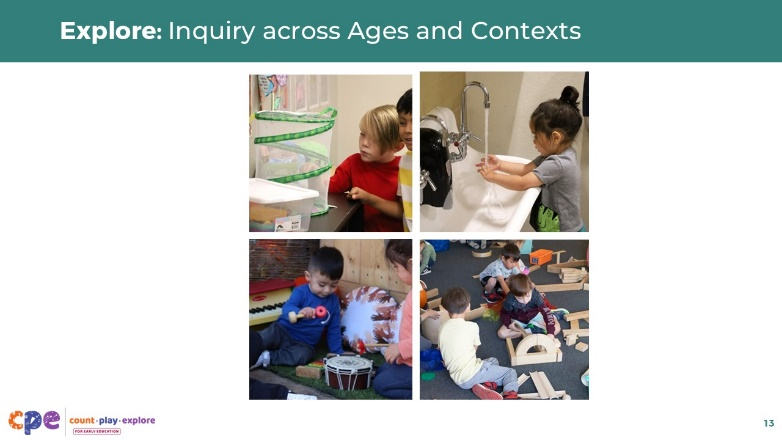 Explore: Inquiry across Ages and Contexts
cpe
count·play·explore
FOR EARLY EDUCATION
13